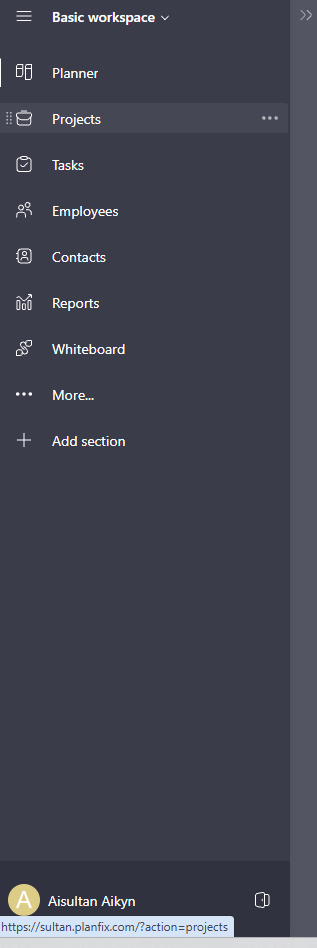 Basic workspace
Planner
Projects
Tasks
Employees
Contacts
Reports
Whiteboard
More...
Add section
A
Aisultan Aikyn
https://sultan.planfix.com/?action=projects